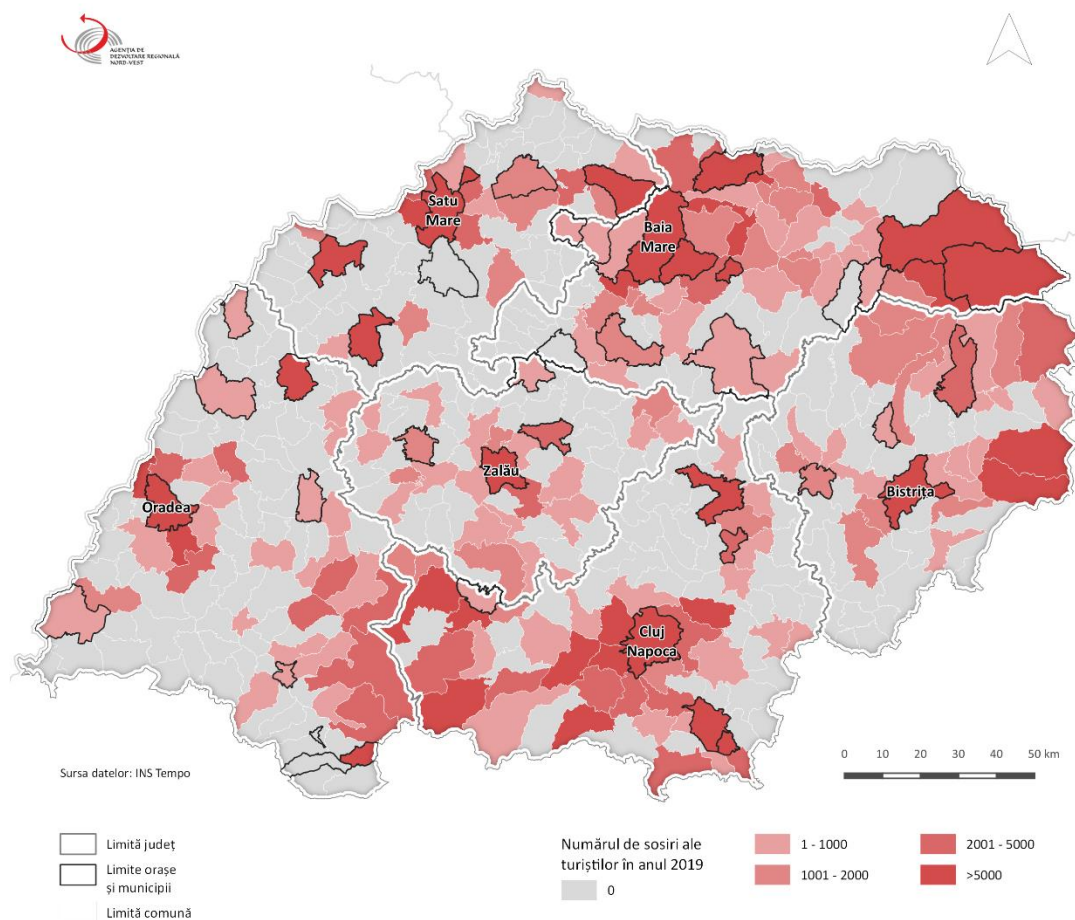 AGENȚIA DE
DEZVOLTARE REGIONALĂ
NORD-VEST
Satu
Mare
Baia
Mare
Zalău
Oradea
Bistrița
Cluj
Napoca
Sursa datelor: INS Tempo
0 10 20 30 40 50 km
Limită județ
Limite orașe
și municipii
Limită comună
Numărul de sosiri ale
turiștilor în anul 2019
0
1 - 1000
1001 - 2000
2001 - 5000
>5000